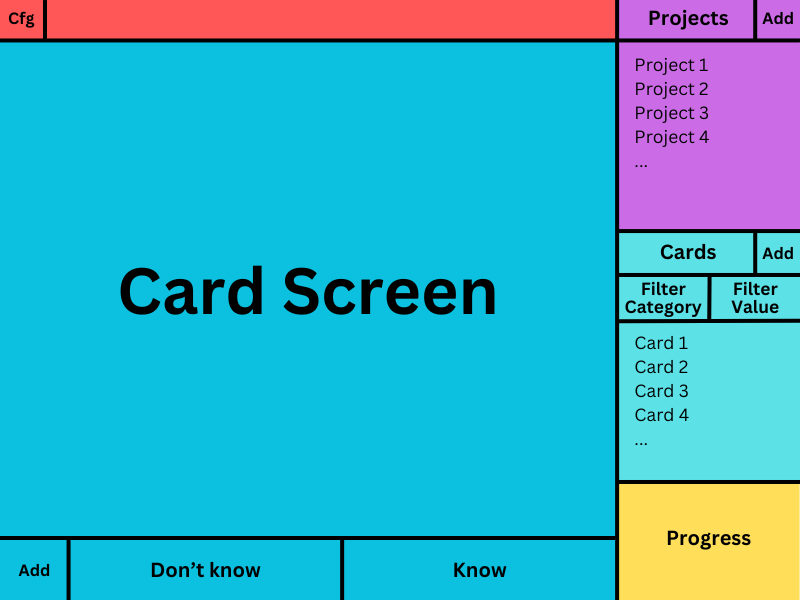 Cfg
Projects
Add
Project 1
Project 2
Project 3
Project 4
...
Cards
Add
Filter
Category
Filter
Value
Card 1
Card 2
Card 3
Card 4
...
Card Screen
Progress
Add
Don’t know
Know